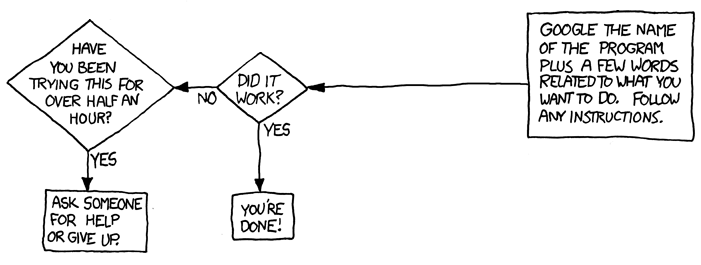 HAVE
YOU BEEN
TRYING THIS FOR
OVER HALF AN
HOUR?
NO
DID IT
WORK?
GOOGLE THE NAME
OF THE PROGRAM
PLUS A FEW WORDS
RELATED TO WHAT YOU
WANT TO DO. FOLLOW
ANY INSTRUCTIONS.
YES
YES
ASK SOMEONE
FOR HELP
OR GIVE UP.
YOU'RE
DONE!